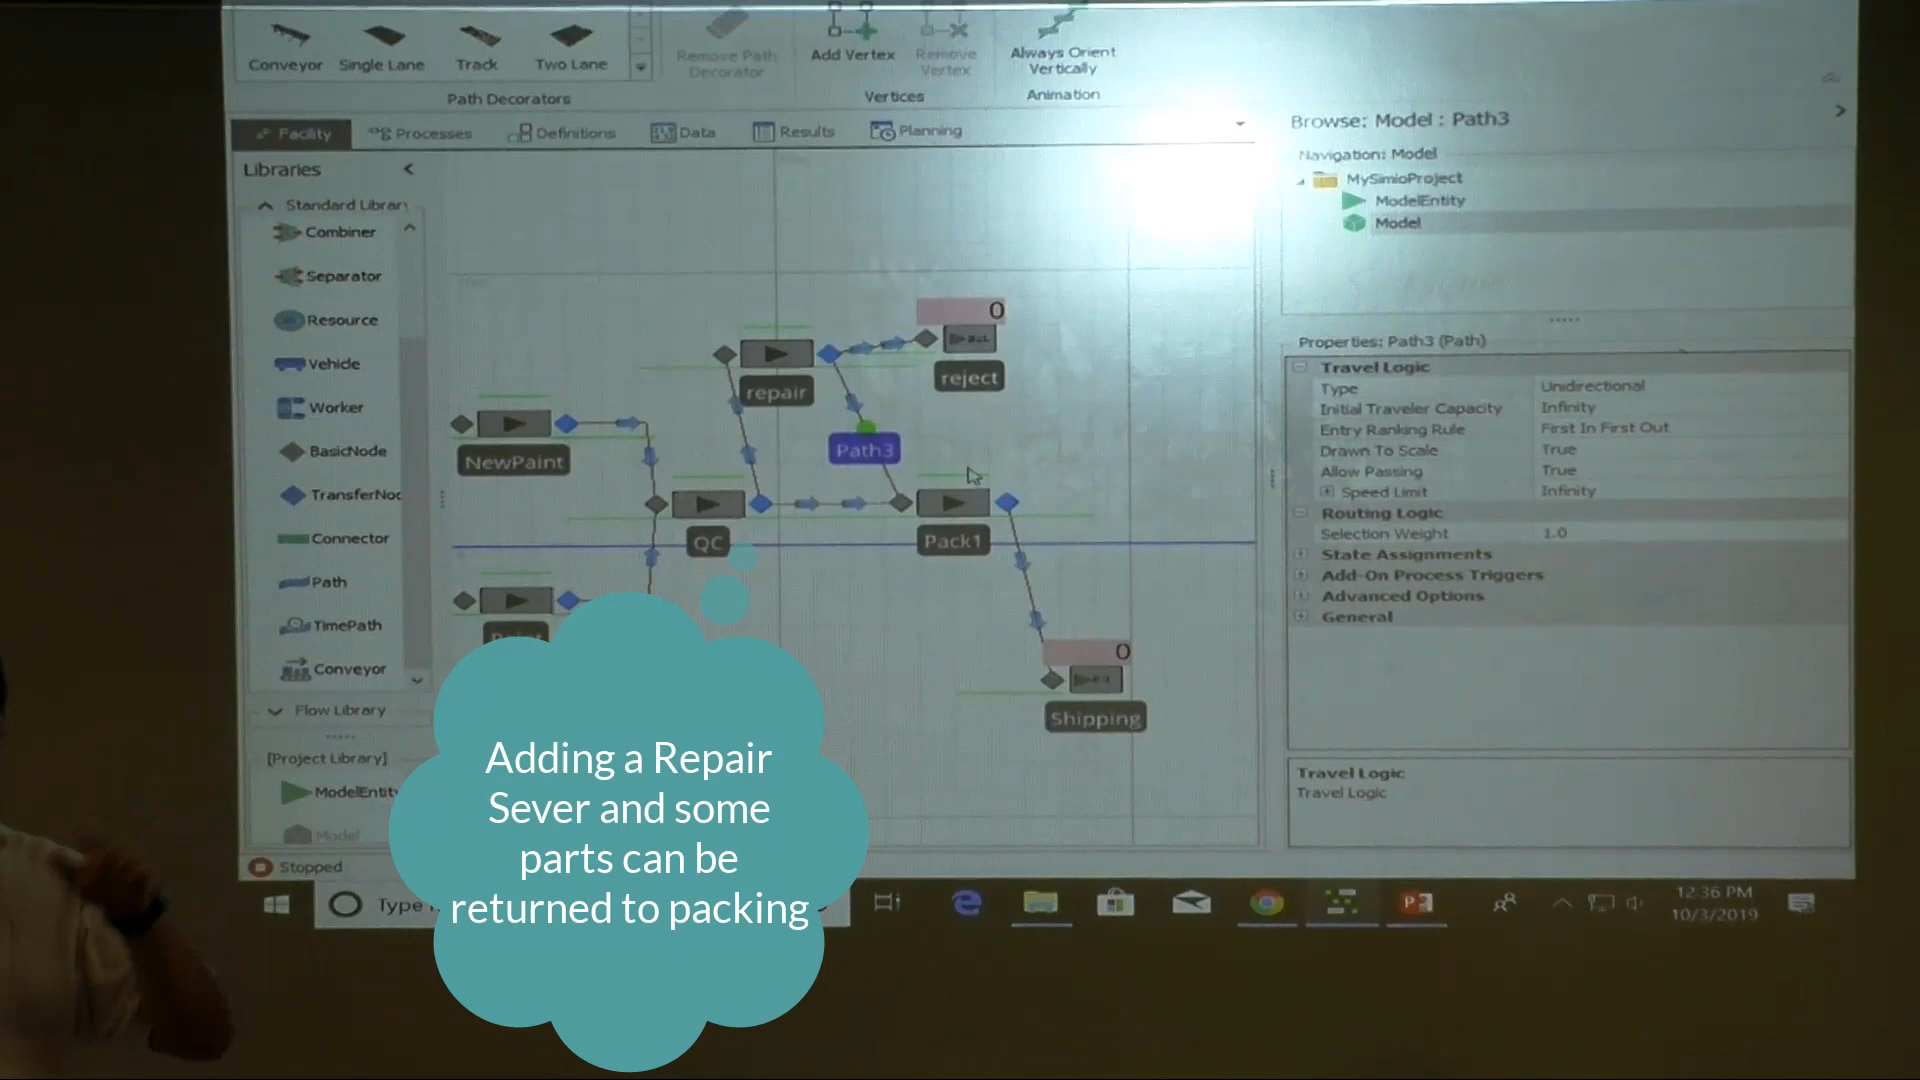 Conveyor Single Lane Track Two Lane
Remove Path
Decorator
Add Vertex
Remove
Vertex
Always Orient
Vertically
Path Decorators
Vertices
Animation
Facility Processes Definitions Data Results Planning
Browse: Model : Path3
Navigation: Model
MySimioProject
ModelEntity
Model
Libraries
Standard Librar
Combiner
Separator
Resource
Vehicle
Worker
BasicNode
TransferNod
Connector
Path
TimePath
Conveyor
Flow Library
[Project Library]
ModelEntit
Model
Stopped
0
reject
repair
Path3
NewPaint
QC
Pack1
0
Shipping
Properties: Path3 (Path)
Travel Logic
Type Unidirectional
Initial Traveler Capacity Infinity
Entry Ranking Rule First In First Out
Drawn To Scale True
Allow Passing True
Speed Limit Infinity
Routing Logic
Selection Weight 1.0
State Assignments
Add-On Process Triggers
Advanced Options
General
Travel Logic
Travel Logic
Adding a Repair
Sever and some
parts can be
returned to packing
Type
12:36 PM
10/3/2019